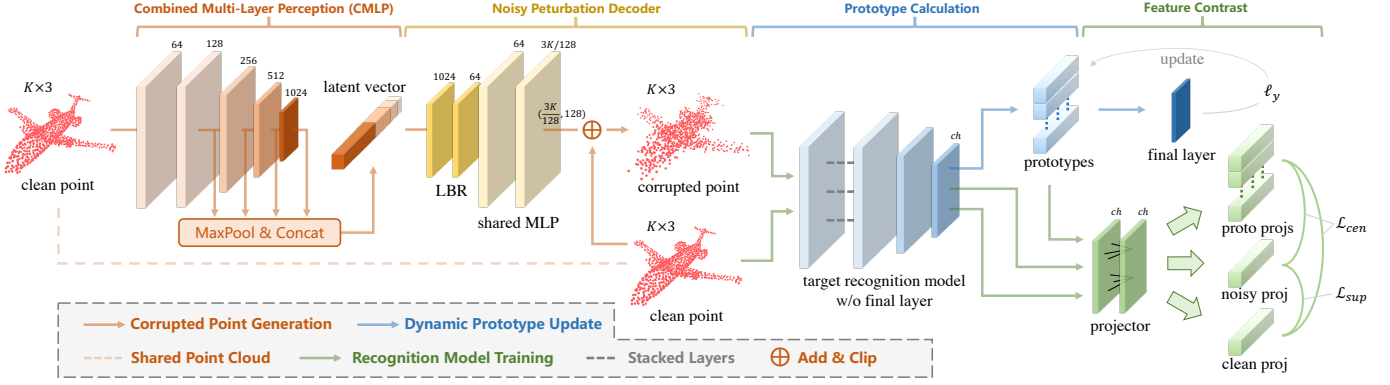 Combined Multi-Layer Perception (CMLP)
Noisy Peturbation Decoder
Prototype Calculation
Feature Contrast
K×3
clean point
64
128
256
512
1024
MaxPool & Concat
latent vector
1024
64
LBR
64
3K/128
(3K/128, 128)
shared MLP
K×3
corrupted point
K×3
clean point
ch
target recognition model
w/o final layer
prototypes
update
ℓy
final layer
ch
ch
projector
proto projs
noisy proj
clean proj
ℒcen
ℒsup
Corrupted Point Generation
Dynamic Prototype Update
Shared Point Cloud
Recognition Model Training
Stacked Layers
Add & Clip